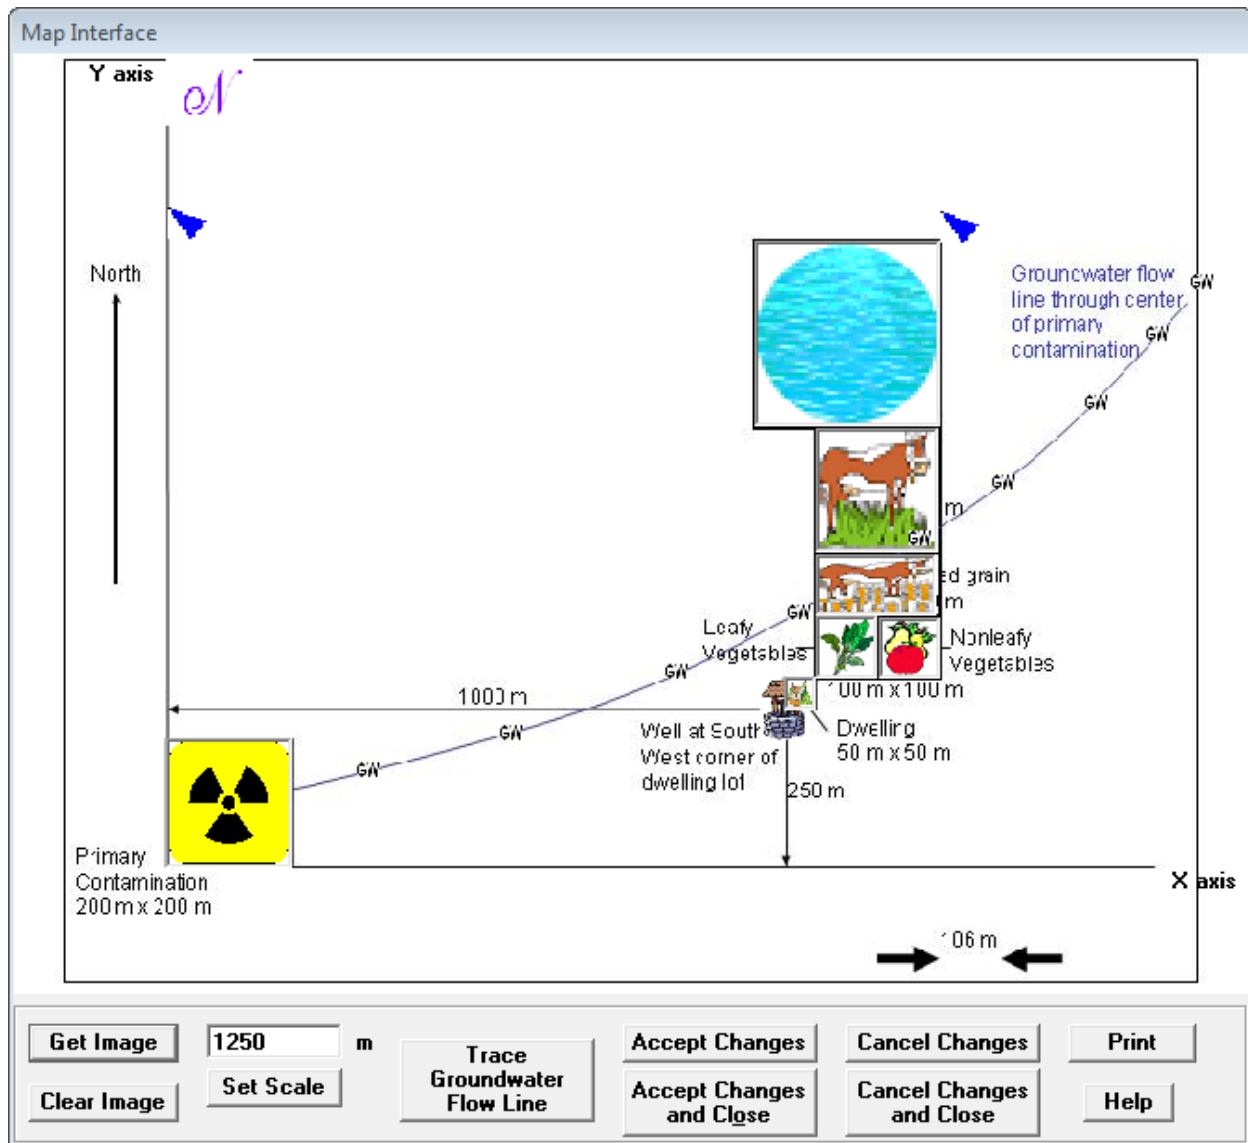 Map Interface
Y axis
N
North
Groundwater flow
line through center
of primary
contamination
GW
GW
GW
GW
m
GW
ed grain
m
GW
Leafy
Vegetables
Nonleafy
Vegetables
GW
1000 m
100 m x 100 m
GW
Well at South
West corner of
dwelling lot
Dwelling
50 m x 50 m
GW
250 m
Primary
Contamination
200 m x 200 m
X axis
106 m
Get Image
1250
m
Trace
Groundwater
Flow Line
Accept Changes
Cancel Changes
Print
Clear Image
Set Scale
Accept Changes
and Close
Cancel Changes
and Close
Help